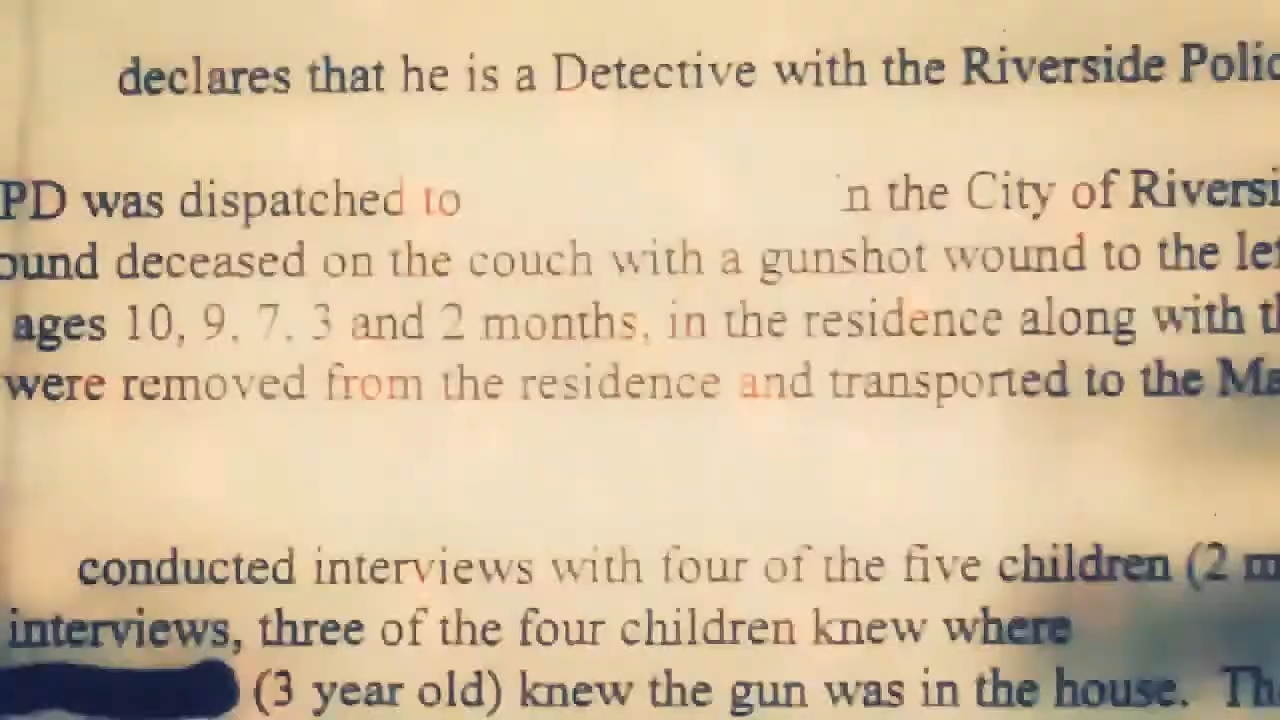 declares that he is a Detective with the Riverside Polic
PD was dispatched to n the City of Riversi
ound deceased on the couch with a gunshot wound to the lef
ages 10, 9, 7, 3 and 2 months, in the residence along with th
were removed from the residence and transported to the Ma
conducted interviews with four of the five children (2 m
interviews, three of the four children knew where
(3 year old) knew the gun was in the house. Th